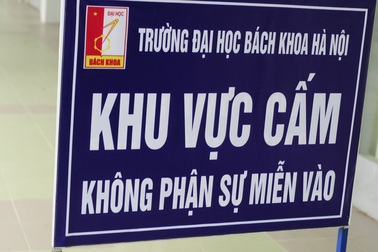 ĐẠI HỌC
BÁCH KHOA
TRƯỜNG ĐẠI HỌC BÁCH KHOA HÀ NỘI
KHU VỰC CẤM
KHÔNG PHẬN SỰ MIỄN VÀO